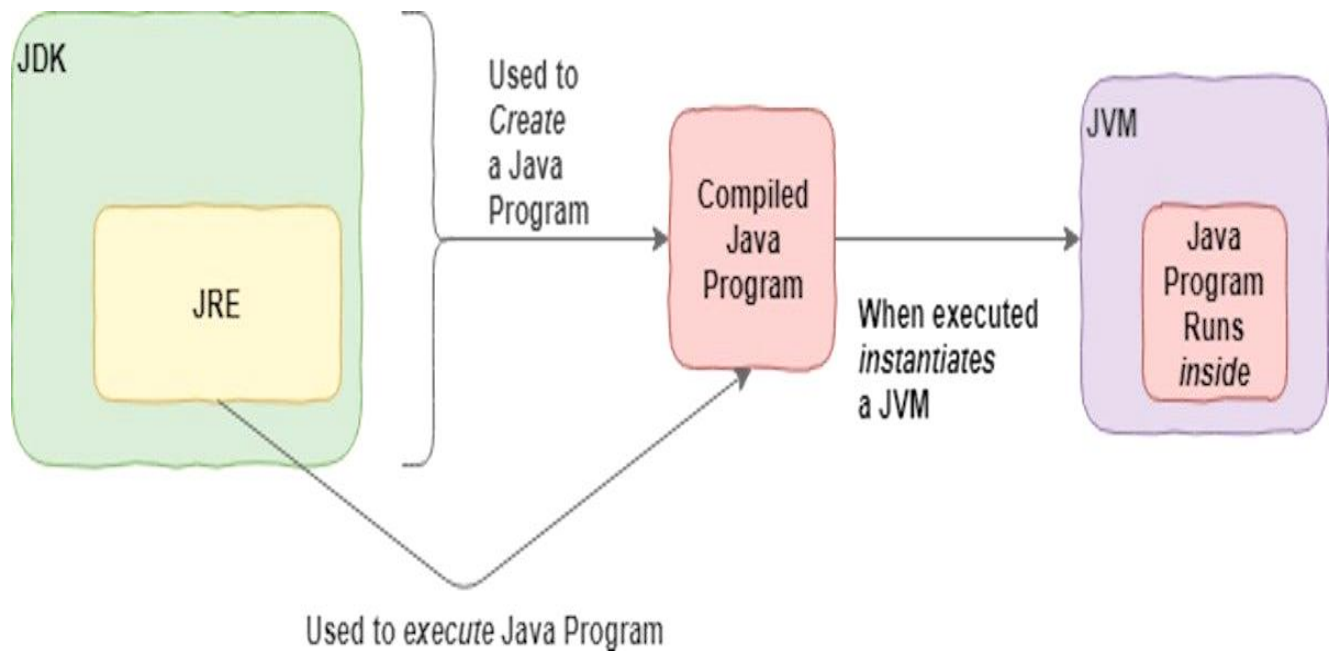 JDK
JRE
Used to
Create
a Java
Program
Compiled
Java
Program
When executed
instantiates
a JVM
JVM
Java
Program
Runs
inside
Used to execute Java Program